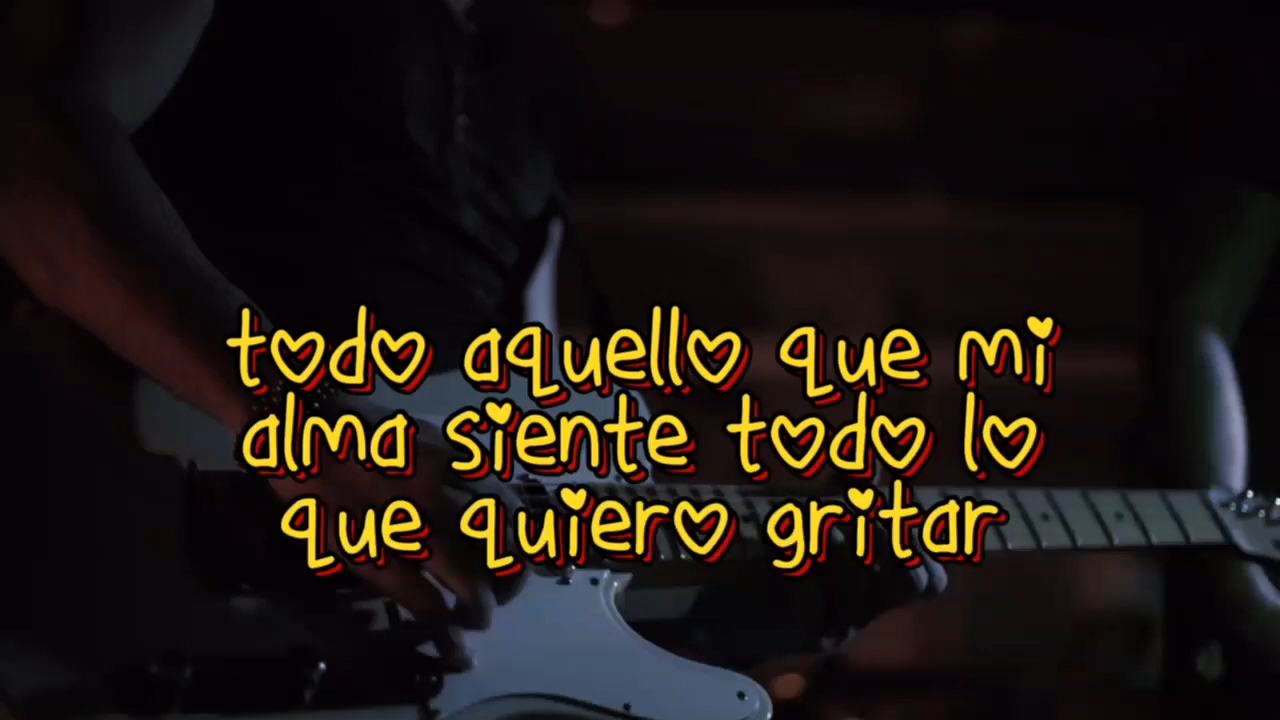 todo aquello que mi
alma siente todo lo
que quiero gritar